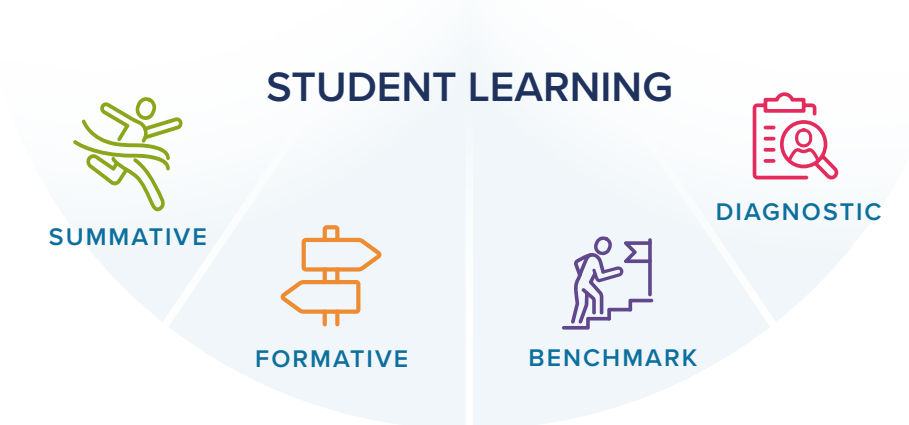 STUDENT LEARNING
SUMMATIVE
FORMATIVE
BENCHMARK
DIAGNOSTIC